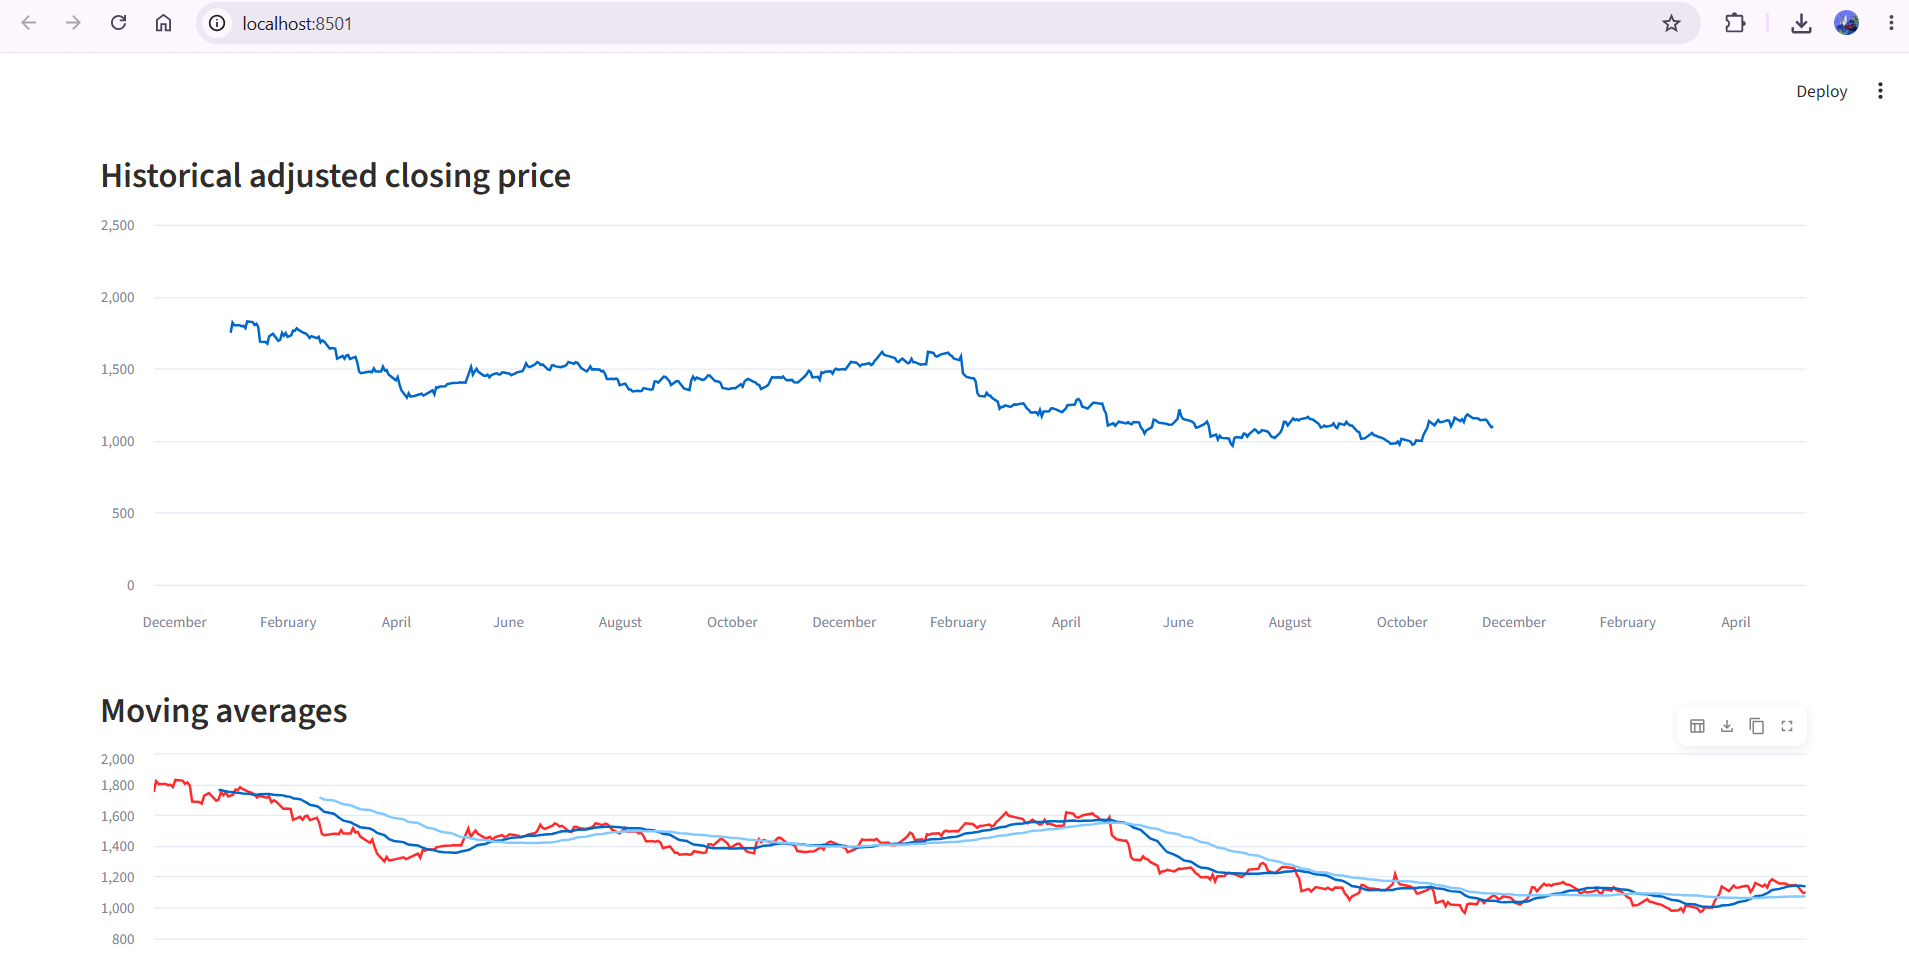 localhost:8501
Deploy
Historical adjusted closing price
2,500
2,000
1,500
1,000
500
0
December February April June August October December February April June August October December February April
Moving averages
2,000
1,800
1,600
1,400
1,200
1,000
800